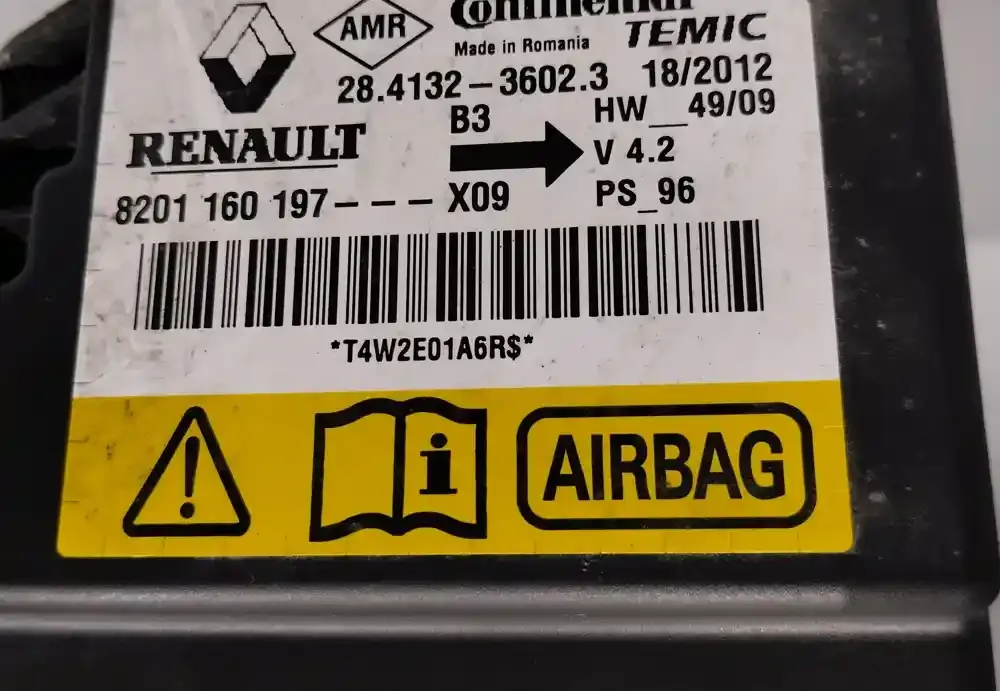 AMR
Continental
Made in Romania TEMIC
28.4132-3602.3 18/2012
B3 HW__49/09
RENAULT V 4.2
8201 160 197--- X09 PS_96
*T4W2E01A6R$*
! i AIRBAG